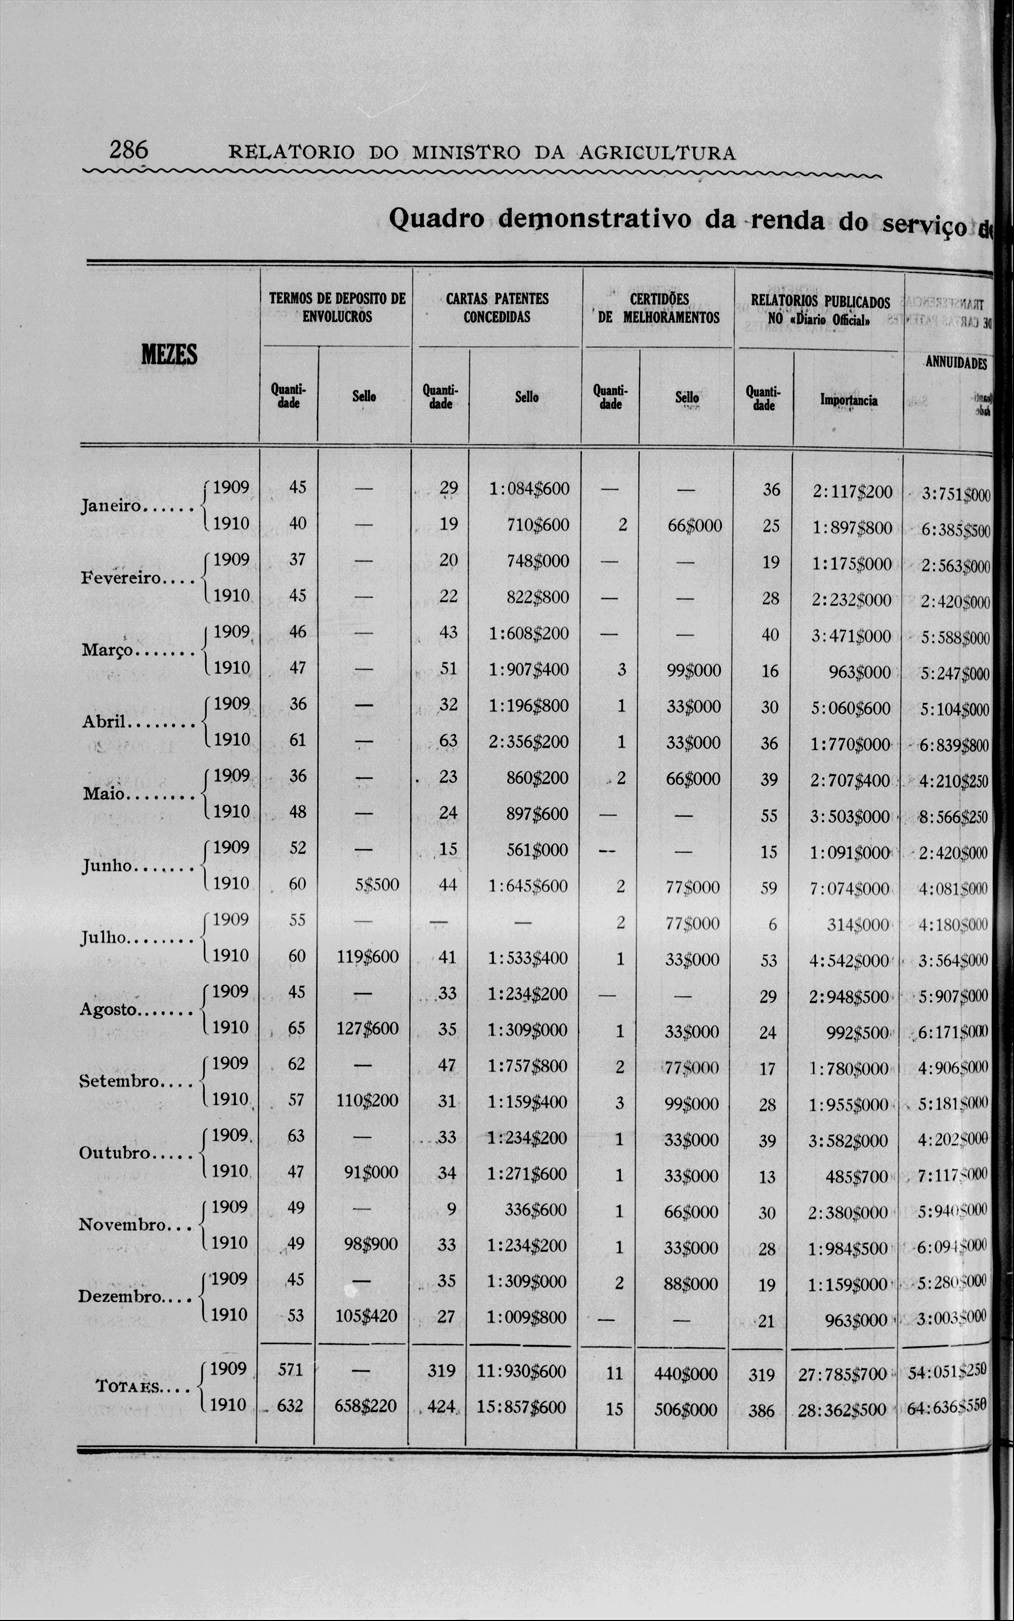 286 RELATORIO DO MINISTRO DA AGRICULTURA
Quadro demonstrativo da renda do serviço
MEZES
TERMOS DE DEPOSITO DE ENVOLUCROS
CARTAS PATENTES CONCEDIDAS
CERTIDÕES DE MELHORAMENTOS
RELATORIOS PUBLICADOS NO «Diario Official»
ANNUIDADES
Quanti-dade Sello Quanti-dade Sello Quanti-dade Sello Quanti-dade Importancia
Janeiro...... 1909 45 — 29 1:084$600 — — 36 2:117$200 3:751$000
1910 40 — 19 710$600 2 66$000 25 1:897$800 6:385$500
Fevereiro.... 1909 37 — 20 748$000 — — 19 1:175$000 2:563$000
1910 45 — 22 822$800 — — 28 2:232$000 2:420$000
Março....... 1909 46 — 43 1:608$200 — — 40 3:471$000 5:588$000
1910 47 — 51 1:907$400 3 99$000 16 963$000 5:247$000
Abril........ 1909 36 — 32 1:196$800 1 33$000 30 5:060$600 5:104$000
1910 61 — 63 2:356$200 1 33$000 36 1:770$000 6:839$800
Maio........ 1909 36 — 23 860$200 2 66$000 39 2:707$400 4:210$250
1910 48 — 24 897$600 — — 55 3:503$000 8:566$250
Junho....... 1909 52 — 15 561$000 -- — 15 1:091$000 2:420$000
1910 60 5$500 44 1:645$600 2 77$000 59 7:074$000 4:081$000
Julho........ 1909 55 — — — 2 77$000 6 314$000 4:180$000
1910 60 119$600 41 1:533$400 1 33$000 53 4:542$000 3:564$000
Agosto....... 1909 45 — 33 1:234$200 — — 29 2:948$500 5:907$000
1910 65 127$600 35 1:309$000 1 33$000 24 992$500 6:171$000
Setembro.... 1909 62 — 47 1:757$800 2 77$000 17 1:780$000 4:906$000
1910 57 110$200 31 1:159$400 3 99$000 28 1:955$000 5:181$000
Outubro..... 1909 63 — 33 1:234$200 1 33$000 39 3:582$000 4:202$000
1910 47 91$000 34 1:271$600 1 33$000 13 485$700 7:117$000
Novembro... 1909 49 — 9 336$600 1 66$000 30 2:380$000 5:940$000
1910 49 98$900 33 1:234$200 1 33$000 28 1:984$500 6:094$000
Dezembro.... 1909 45 — 35 1:309$000 2 88$000 19 1:159$000 5:280$000
1910 53 105$420 27 1:009$800 — — 21 963$000 3:003$000
TOTAES.... 1909 571 — 319 11:930$600 11 440$000 319 27:785$700 54:051$250
1910 632 658$220 424 15:857$600 15 506$000 386 28:362$500 64:636$550